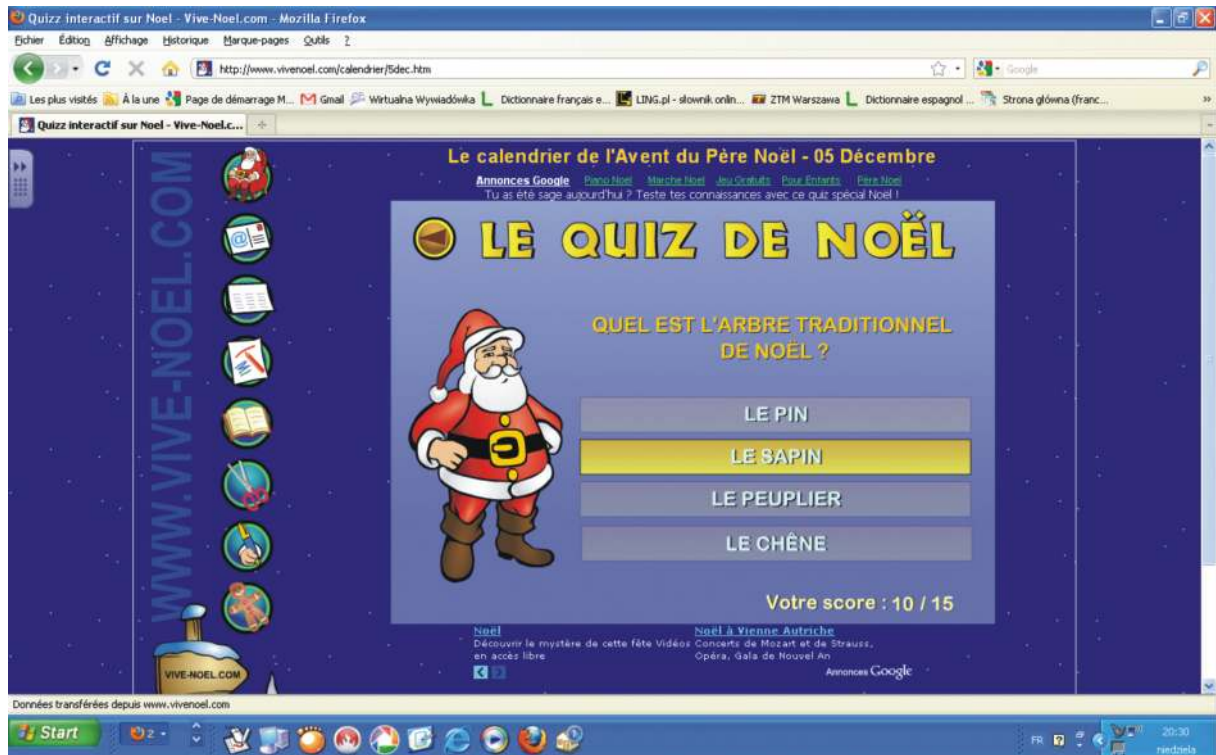 Quizz interactif sur Noel - Vive-Noel.com - Mozilla Firefox
Fichier Édition Affichage Historique Marque-pages Outils ?
http://www.vivenoel.com/calendrier/5dec.htm
Google
Les plus visités À la une Page de démarrage M... Gmail Wirtualna Wywiadówka Dictionnaire français e... LING.pl - słownik onlin... ZTM Warszawa Dictionnaire espagnol ... Strona główna (franc...
Quizz interactif sur Noel - Vive-Noel.c...
WWW.VIVE-NOEL.COM
Le calendrier de l'Avent du Père Noël - 05 Décembre
Annonces Google Piano Noel Marche Noel Jeu Gratuits Pour Enfants Père Noel
Tu as été sage aujourd'hui ? Teste tes connaissances avec ce quiz spécial Noël !
LE QUIZ DE NOËL
QUEL EST L'ARBRE TRADITIONNEL
DE NOËL ?
LE PIN
LE SAPIN
LE PEUPLIER
LE CHÊNE
Votre score : 10 / 15
Noël
Découvrir le mystère de cette fête Vidéos
en accès libre
Noël à Vienne Autriche
Concerts de Mozart et de Strauss,
Opéra, Gala de Nouvel An
Annonces Google
VIVE-NOEL.COM
Données transférées depuis www.vivenoel.com
Start
2
FR
20:30
niedziela